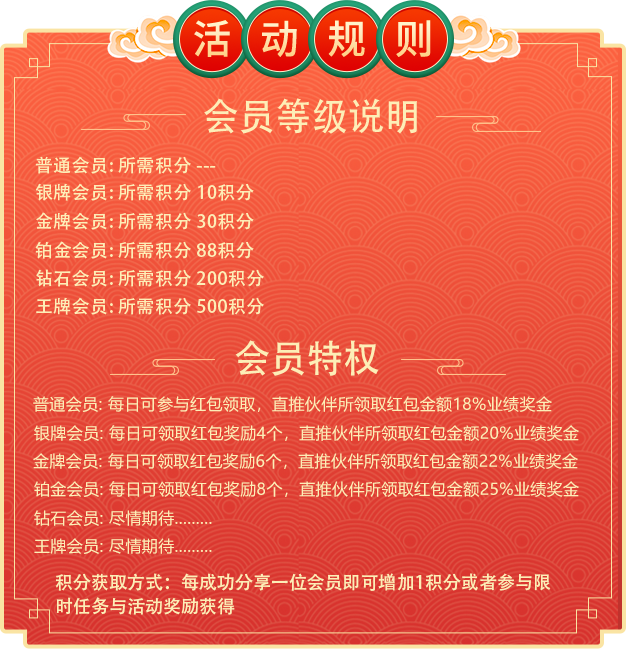 活动规则
会员等级说明
普通会员: 所需积分 ---
银牌会员: 所需积分 10积分
金牌会员: 所需积分 30积分
铂金会员: 所需积分 88积分
钻石会员: 所需积分 200积分
王牌会员: 所需积分 500积分
会员特权
普通会员: 每日可参与红包领取，直推伙伴所领取红包金额18%业绩奖金
银牌会员: 每日可领取红包奖励4个，直推伙伴所领取红包金额20%业绩奖金
金牌会员: 每日可领取红包奖励6个，直推伙伴所领取红包金额22%业绩奖金
铂金会员: 每日可领取红包奖励8个，直推伙伴所领取红包金额25%业绩奖金
钻石会员: 尽情期待.........
王牌会员: 尽情期待.........
积分获取方式：每成功分享一位会员即可增加1积分或者参与限
时任务与活动奖励获得